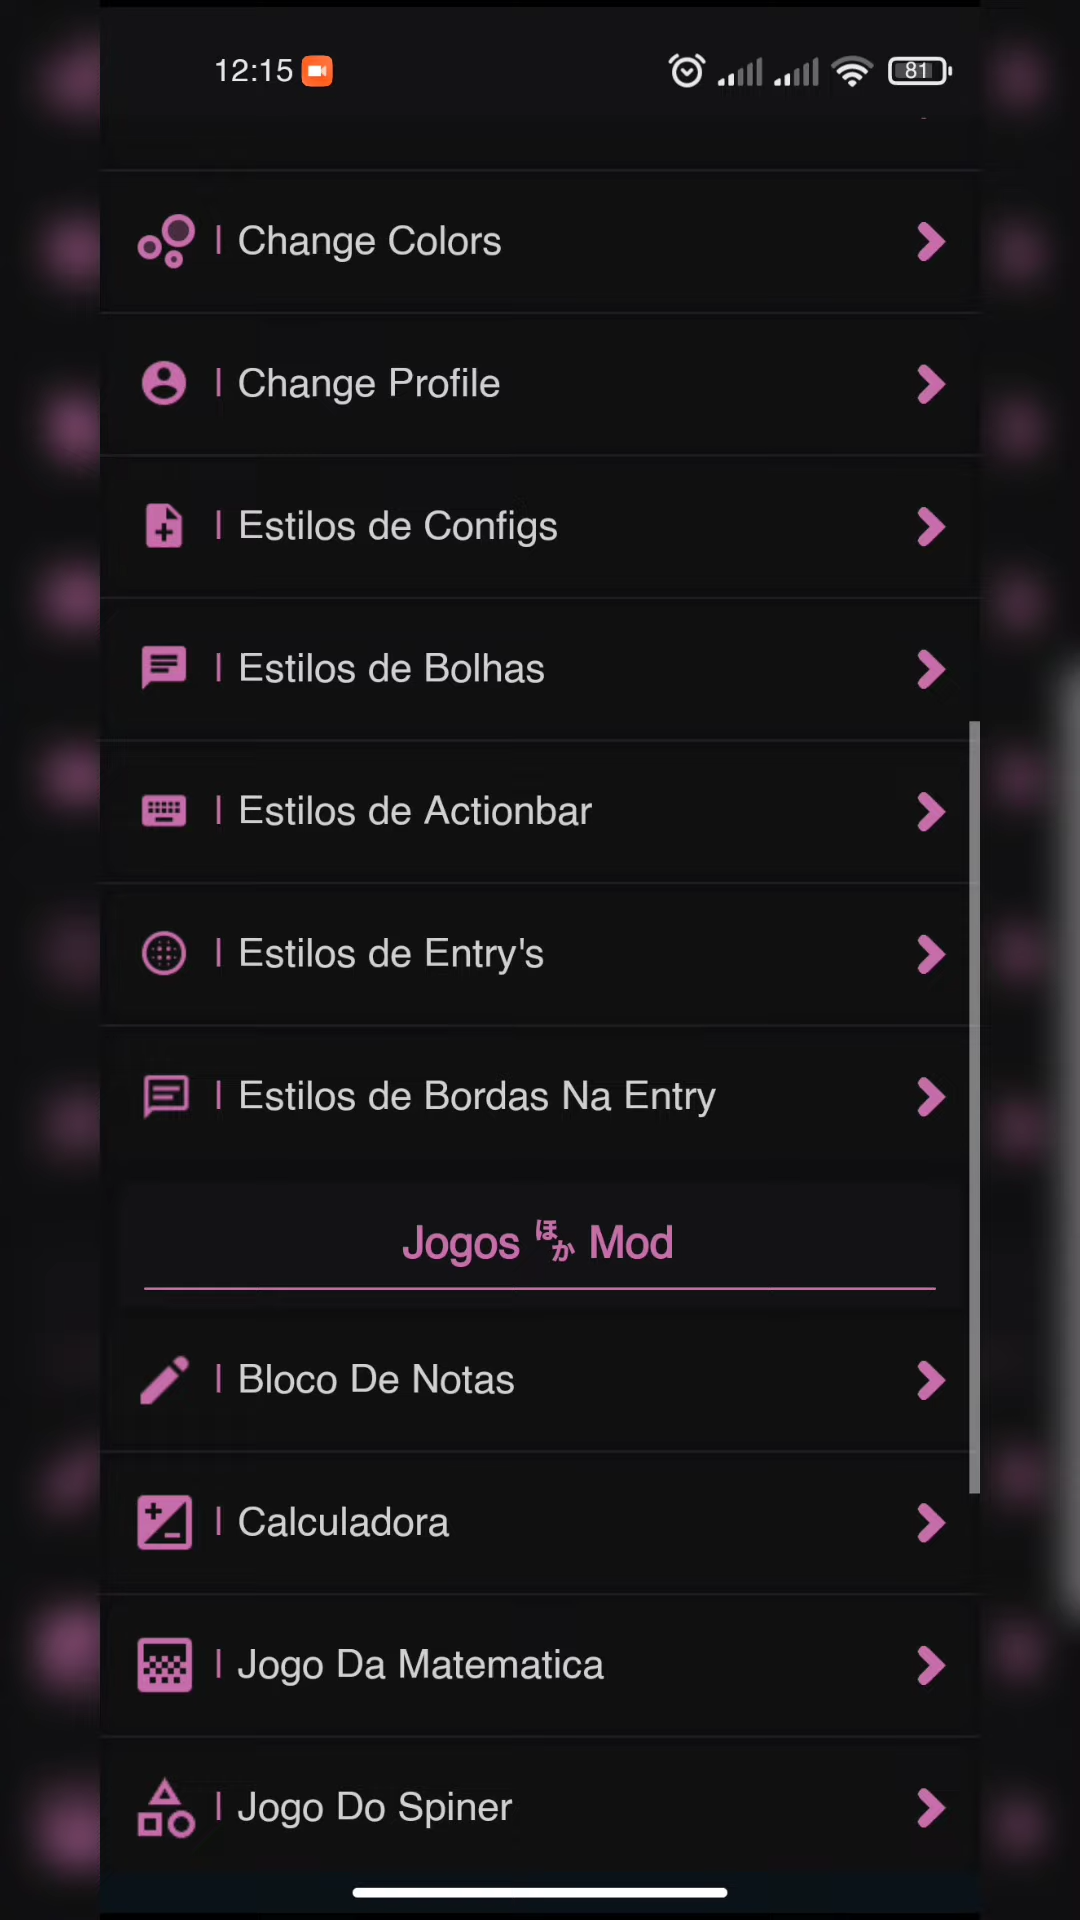 12:15
81
| Change Colors
| Change Profile
| Estilos de Configs
| Estilos de Bolhas
| Estilos de Actionbar
| Estilos de Entry's
| Estilos de Bordas Na Entry
Jogos ほか Mod
| Bloco De Notas
| Calculadora
| Jogo Da Matematica
| Jogo Do Spiner